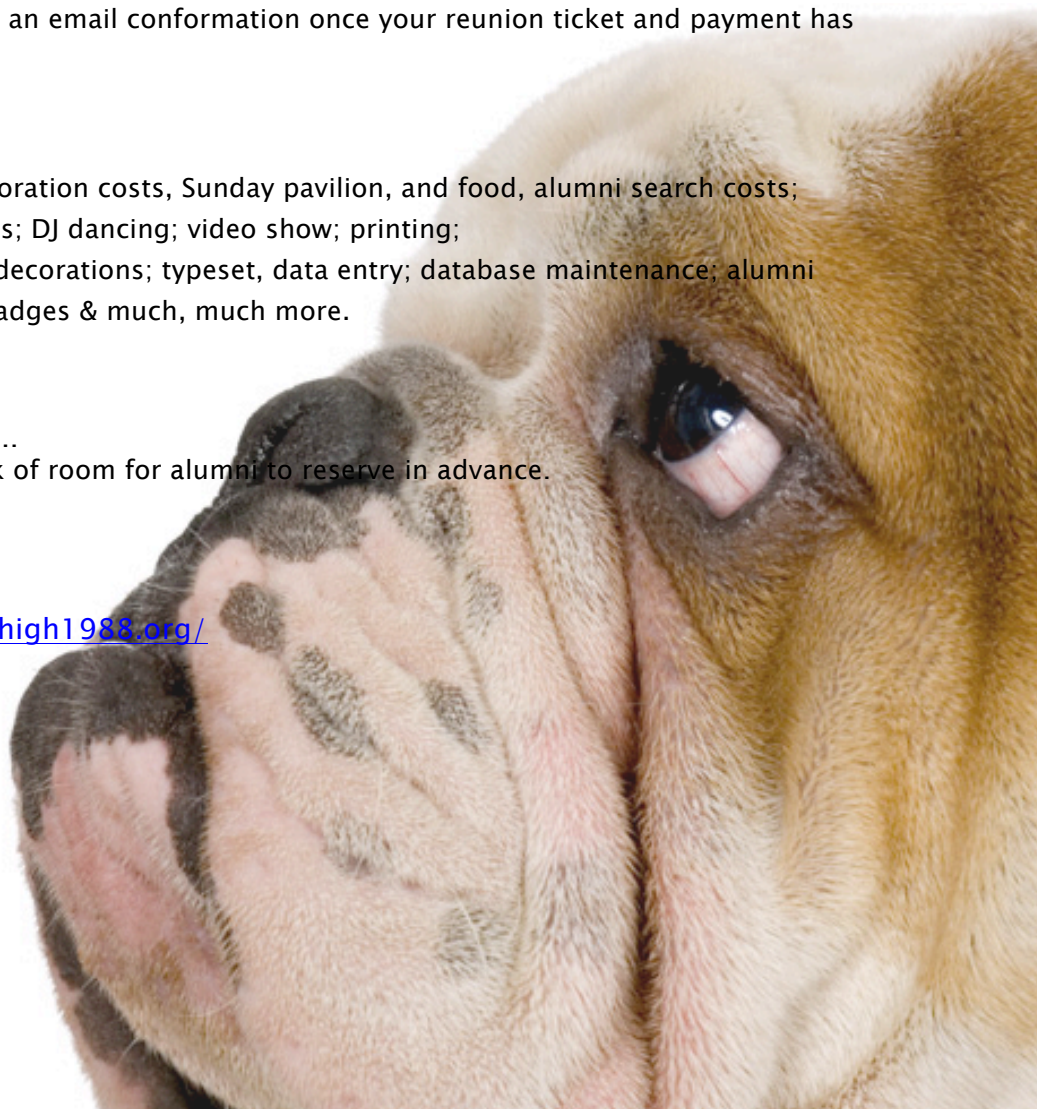 an email conformation once your reunion ticket and payment has
oration costs, Sunday pavilion, and food, alumni search costs;
s; DJ dancing; video show; printing;
decorations; typeset, data entry; database maintenance; alumni
adges & much, much more.
..
k of room for alumni to reserve in advance.
high1988.org/